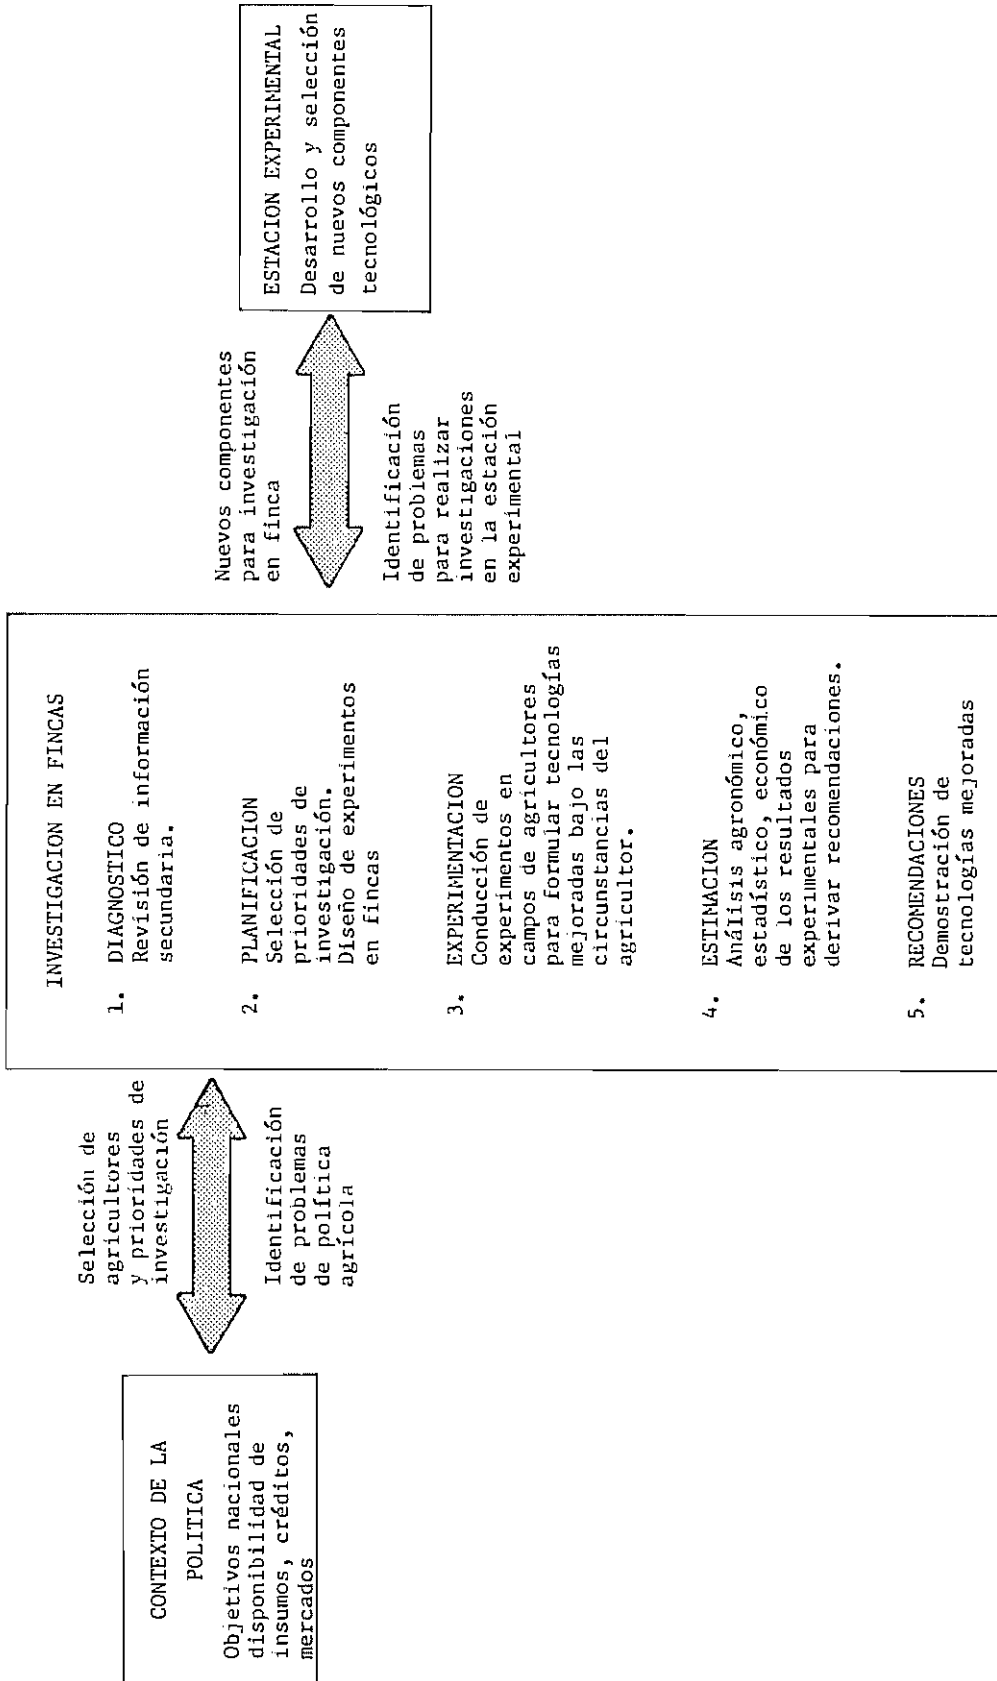 CONTEXTO DE LA
POLITICA
Objetivos nacionales
disponibilidad de
insumos, créditos,
mercados
Selección de
agricultores
y prioridades de
investigación
Identificación
de problemas
de política
agrícola
INVESTIGACION EN FINCAS
1. DIAGNOSTICO
Revisión de información
secundaria.
2. PLANIFICACION
Selección de
prioridades de
investigación.
Diseño de experimentos
en fincas
3. EXPERIMENTACION
Conducción de
experimentos en
campos de agricultores
para formular tecnologías
mejoradas bajo las
circunstancias del
agricultor.
4. ESTIMACION
Análisis agronómico,
estadístico, económico
de los resultados
experimentales para
derivar recomendaciones.
5. RECOMENDACIONES
Demostración de
tecnologías mejoradas
Nuevos componentes
para investigación
en finca
Identificación
de problemas
para realizar
investigaciones
en la estación
experimental
ESTACION EXPERIMENTAL
Desarrollo y selección
de nuevos componentes
tecnológicos